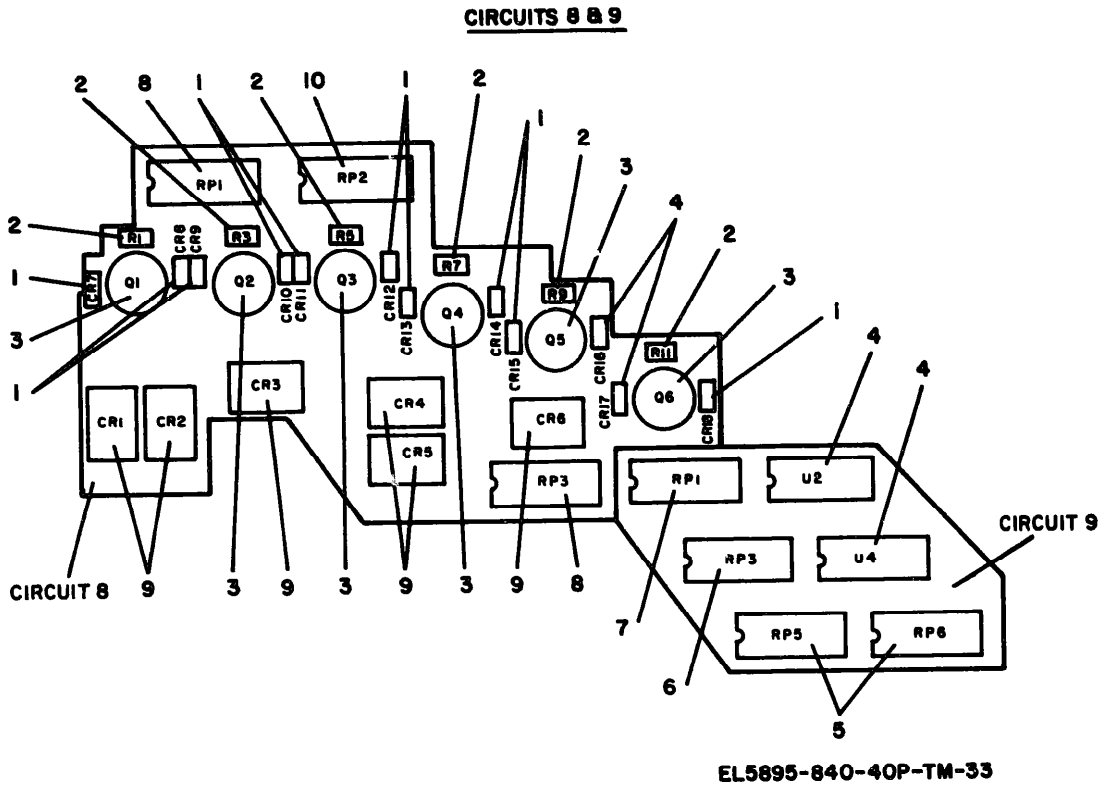 CIRCUITS 8 & 9
2 8 1 2 10 1 2
1
2
3
4
RP1 RP2
2
R1 CR8 CR9 R3 R5 R7
2
1 CR7 Q1 Q2 CR10 CR11 Q3 CR12 R9 3
CR13 Q4 CR14
1
3 Q5
CR15 CR16 R11
4
1 CR3 CR17 Q6 CR18
4
CR1 CR2 CR4 CR6
CR5
RP3 RP1 U2
CIRCUIT 9
RP3 U4
CIRCUIT 8 9 3 9 3 9 3 9 8
7 RP5 RP6
6
5
EL5895-840-40P-TM-33